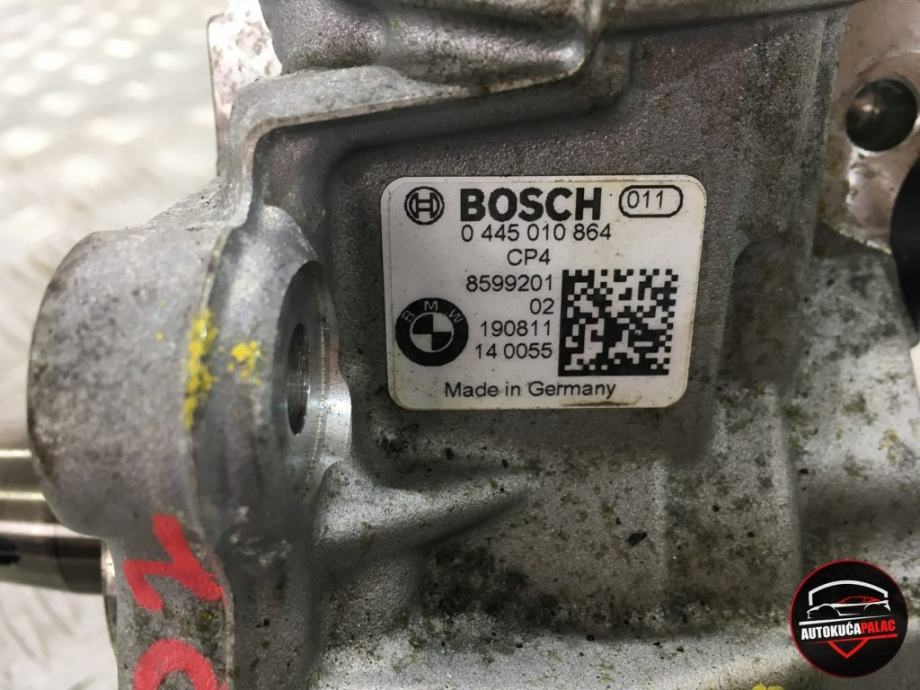 BOSCH 011
0 445 010 864
CP4
8599201
02
BMW
190811
14 0055
Made in Germany
AUTOKUĆAPALAC